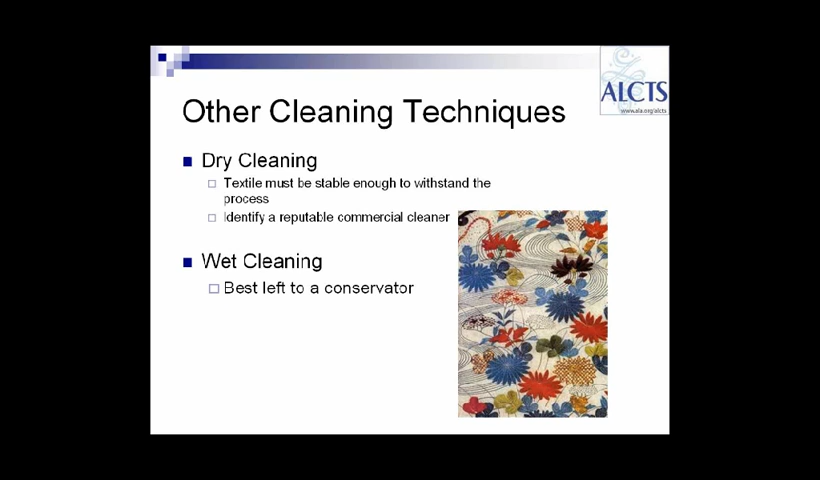 ALCTS
www.ala.org/alcts
Other Cleaning Techniques
Dry Cleaning
Textile must be stable enough to withstand the
process
Identify a reputable commercial cleaner
Wet Cleaning
Best left to a conservator